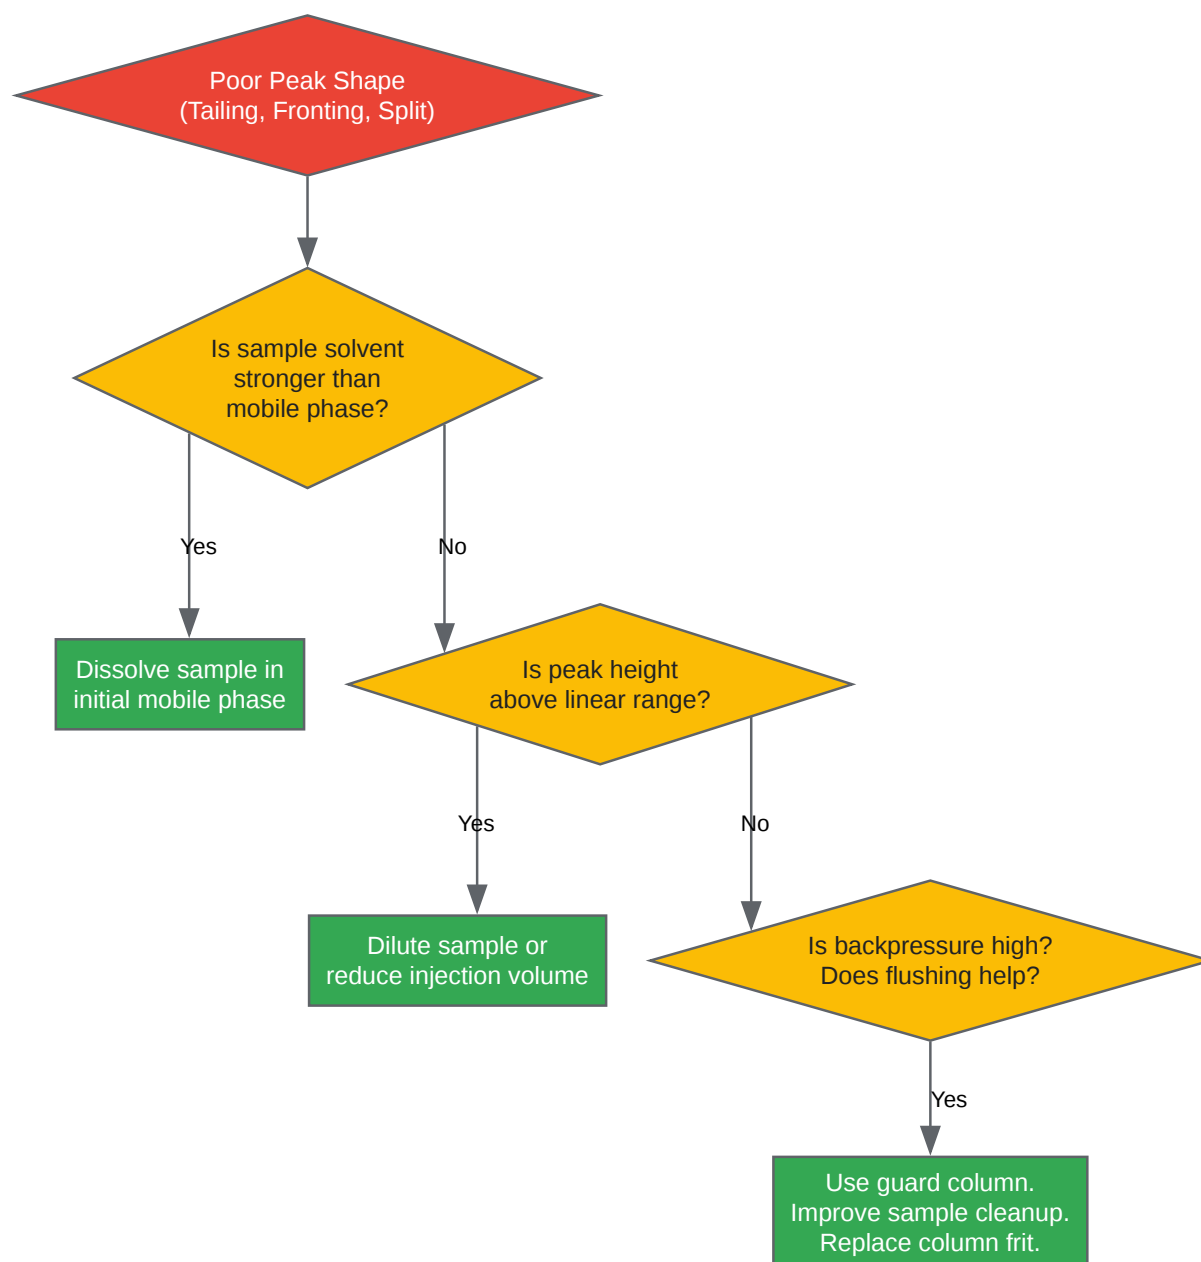 Poor Peak Shape
(Tailing, Fronting, Split)
Is sample solvent
stronger than
mobile phase?
Yes
No
Dissolve sample in
initial mobile phase
Is peak height
above linear range?
Yes
No
Dilute sample or
reduce injection volume
Is backpressure high?
Does flushing help?
Yes
Use guard column.
Improve sample cleanup.
Replace column frit.